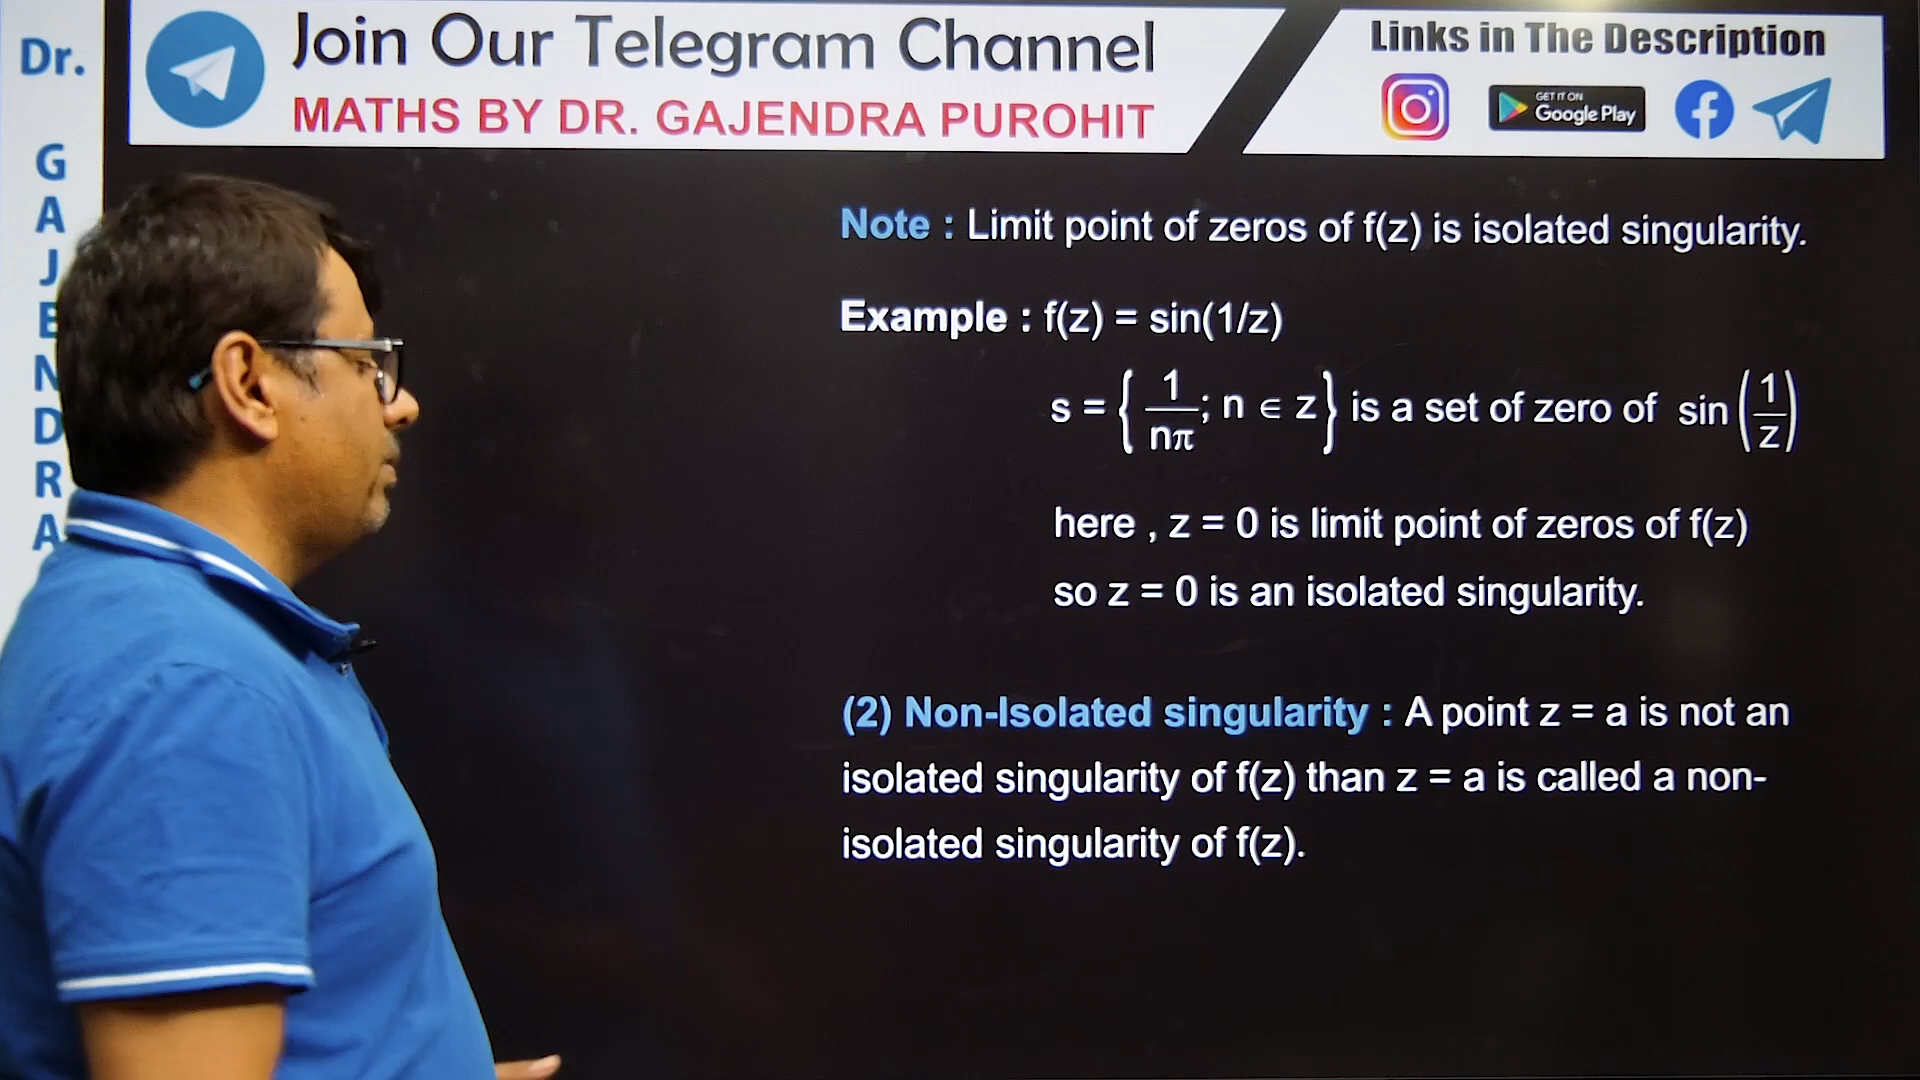 Dr.
GAJENDRA
Join Our Telegram Channel
MATHS BY DR. GAJENDRA PUROHIT
Links in The Description
GET IT ON
Google Play
Note : Limit point of zeros of f(z) is isolated singularity.
Example : f(z) = sin(1/z)
s = { 1/nπ ; n ∈ z } is a set of zero of sin(1/z)
here , z = 0 is limit point of zeros of f(z)
so z = 0 is an isolated singularity.
(2) Non-Isolated singularity : A point z = a is not an
isolated singularity of f(z) than z = a is called a non-
isolated singularity of f(z).